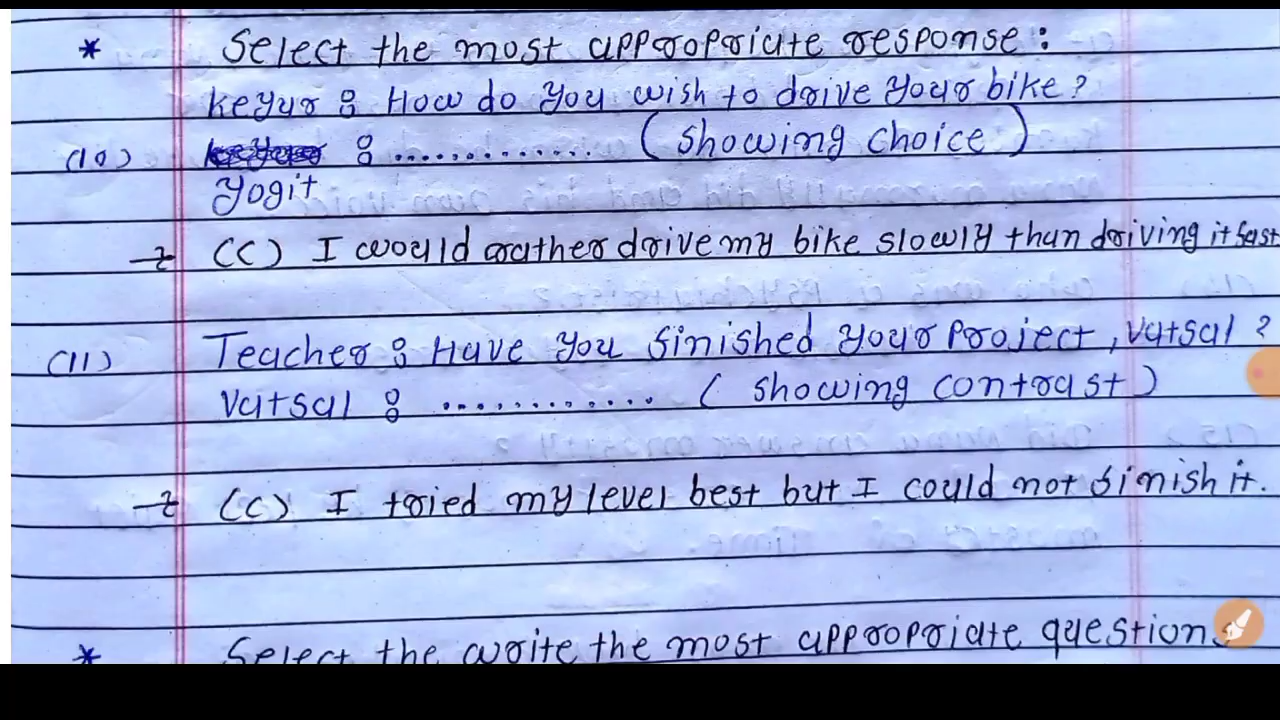 * Select the most appropriate response:
Keyur : How do you wish to drive your bike?
(10) : ............. (showing choice)
Yogit
→ (C) I would rather drive my bike slowly than driving it fast
(11) Teacher : Have you finished your project, Vatsal?
Vatsal : ............ (showing contrast)
→ (C) I tried my level best but I could not finish it.
* Select the write the most appropriate questions